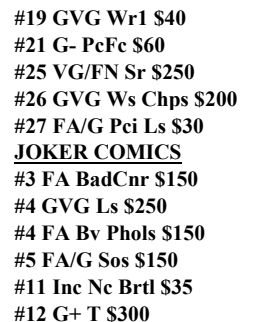 #19 GVG Wr1 $40
#21 G- PcFc $60
#25 VG/FN Sr $250
#26 GVG Ws Chps $200
#27 FA/G Pci Ls $30
JOKER COMICS
#3 FA BadCnr $150
#4 GVG Ls $250
#4 FA Bv Phols $150
#5 FA/G Sos $150
#11 Inc Nc Brtl $35
#12 G+ T $300